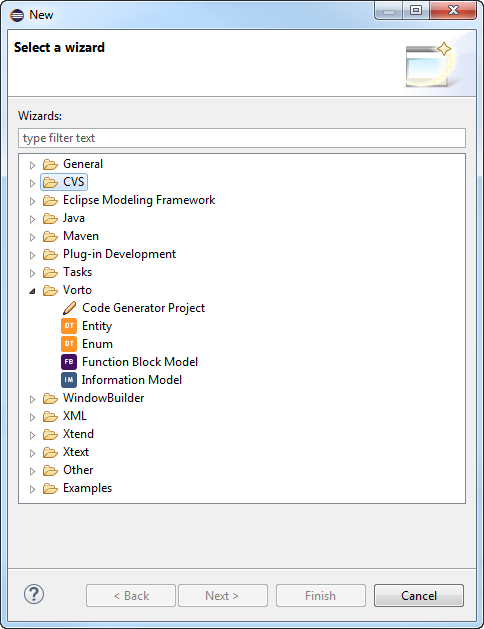 New
Select a wizard
Wizards:
type filter text
General
CVS
Eclipse Modeling Framework
Java
Maven
Plug-in Development
Tasks
Vorto
Code Generator Project
DT Entity
DT Enum
FB Function Block Model
IM Information Model
WindowBuilder
XML
Xtend
Xtext
Other
Examples
? < Back Next > Finish Cancel